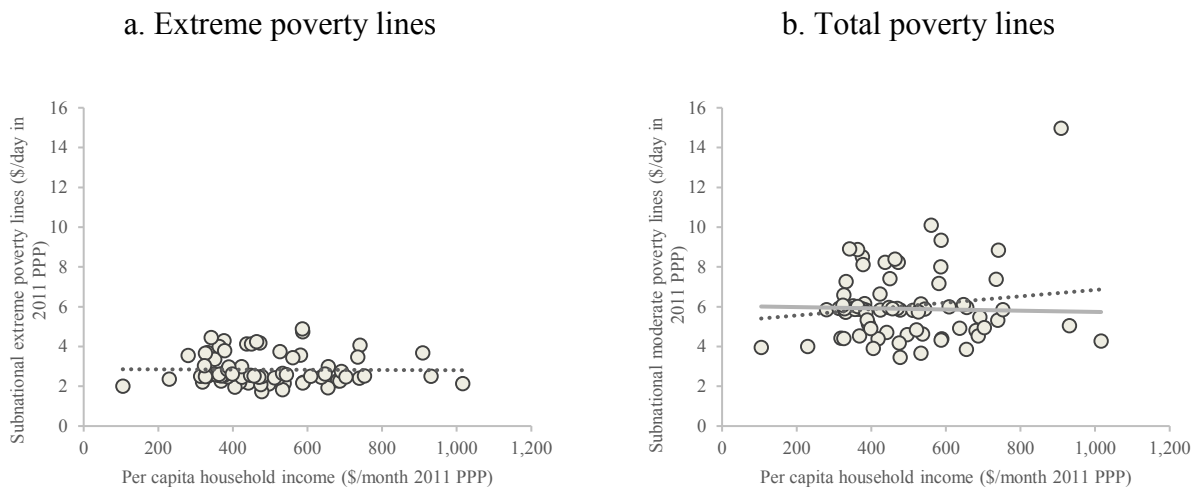 a. Extreme poverty lines
Subnational extreme poverty lines ($/day in
2011 PPP)
16
14
12
10
8
6
4
2
0
0 200 400 600 800 1,000 1,200
Per capita household income ($/month 2011 PPP)
b. Total poverty lines
Subnational moderate poverty lines ($/day in
2011 PPP)
16
14
12
10
8
6
4
2
0
0 200 400 600 800 1,000 1,200
Per capita household income ($/month 2011 PPP)